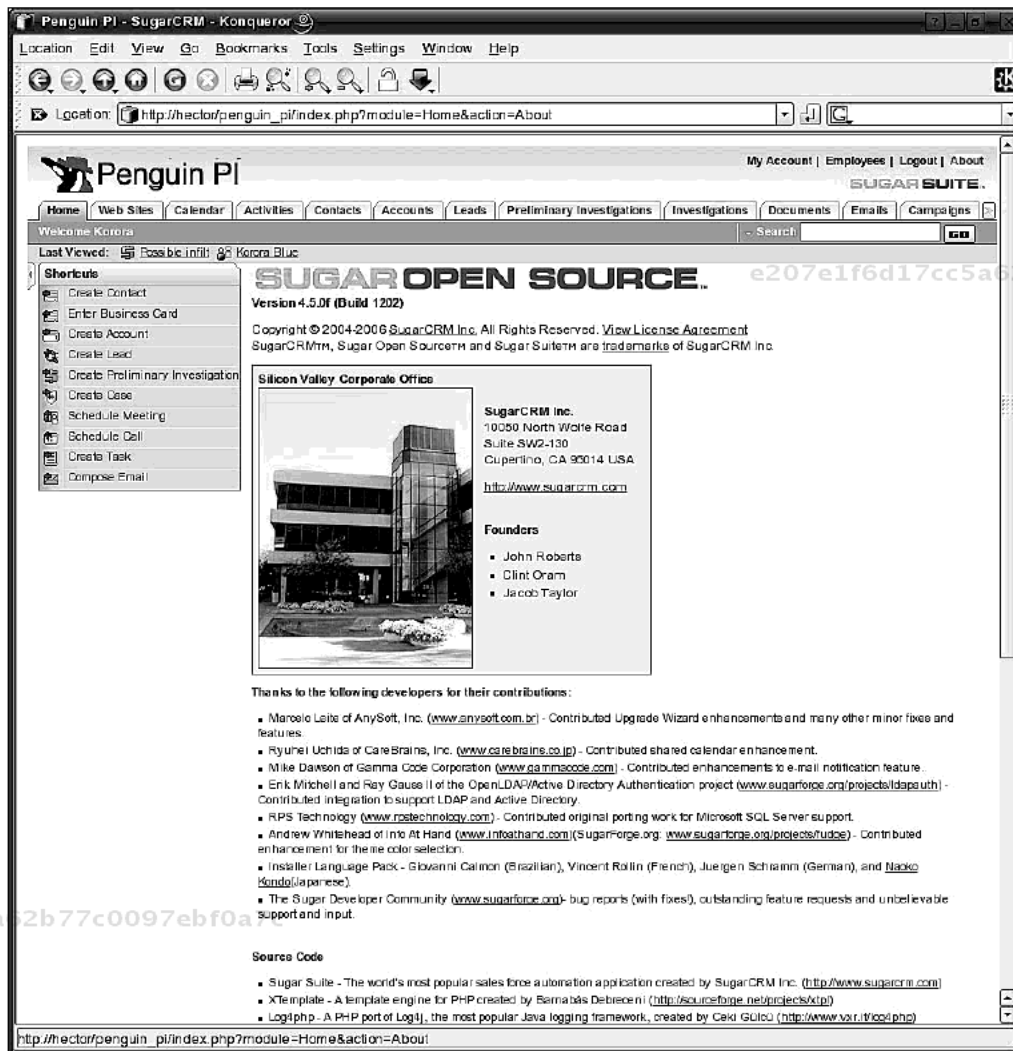 Penguin PI - SugarCRM - Konqueror
Location Edit View Go Bookmarks Tools Settings Window Help
Location: http://hector/penguin_pi/index.php?module=Home&action=About
My Account | Employees | Logout | About
Penguin PI
SUGARSUITE.
Home Web Sites Calendar Activities Contacts Accounts Leads Preliminary Investigations Investigations Documents Emails Campaigns
Welcome Korora
Search GO
Last Viewed: Possible infilt Korora Blue
Shortcuts
Create Contact
Enter Business Card
Create Account
Create Lead
Create Preliminary Investigation
Create Case
Schedule Meeting
Schedule Call
Create Task
Compose Email
SUGAR OPEN SOURCE.
e207e1f6d17cc5a6
Version 4.5.0f (Build 1202)
Copyright © 2004-2006 SugarCRM Inc. All Rights Reserved. View License Agreement
SugarCRM™, Sugar Open Source™ and Sugar Suite™ are trademarks of SugarCRM Inc.
Silicon Valley Corporate Office
SugarCRM Inc.
10050 North Wolfe Road
Suite SW2-130
Cupertino, CA 95014 USA
http://www.sugarcrm.com
Founders
John Roberts
Clint Oram
Jacob Taylor
Thanks to the following developers for their contributions:
Marcelo Leite of AnySoft, Inc. (www.anysoft.com.br) - Contributed Upgrade Wizard enhancements and many other minor fixes and
features.
Ryuhei Uchida of CareBrains, Inc. (www.carebrains.co.jp) - Contributed shared calendar enhancement.
Mike Dawson of Gamma Code Corporation (www.gammacode.com) - Contributed enhancements to e-mail notification feature.
Erik Mitchell and Ray Gauss II of the OpenLDAP/Active Directory Authentication project (www.sugarforge.org/projects/ldapauth) -
Contributed integration to support LDAP and Active Directory.
RPS Technology (www.rpstechnology.com) - Contributed original porting work for Microsoft SQL Server support.
Andrew Whitehead of Info At Hand (www.infoathand.com)(SugarForge.org: www.sugarforge.org/projects/fudge) - Contributed
enhancement for theme color selection.
Installer Language Pack - Giovanni Calmon (Brazilian), Vincent Rollin (French), Juergen Schramm (German), and Naoko
Kondo(Japanese).
The Sugar Developer Community (www.sugarforge.org)- bug reports (with fixes!), outstanding feature requests and unbelievable
support and input.
62b77c0097ebf0a7c
Source Code
Sugar Suite - The world's most popular sales force automation application created by SugarCRM Inc. (http://www.sugarcrm.com)
XTemplate - A template engine for PHP created by Barnabás Debreceni (http://sourceforge.net/projects/xtpl)
Log4php - A PHP port of Log4j, the most popular Java logging framework, created by Ceki Gülcü (http://www.vxr.it/log4php)
http://hector/penguin_pi/index.php?module=Home&action=About